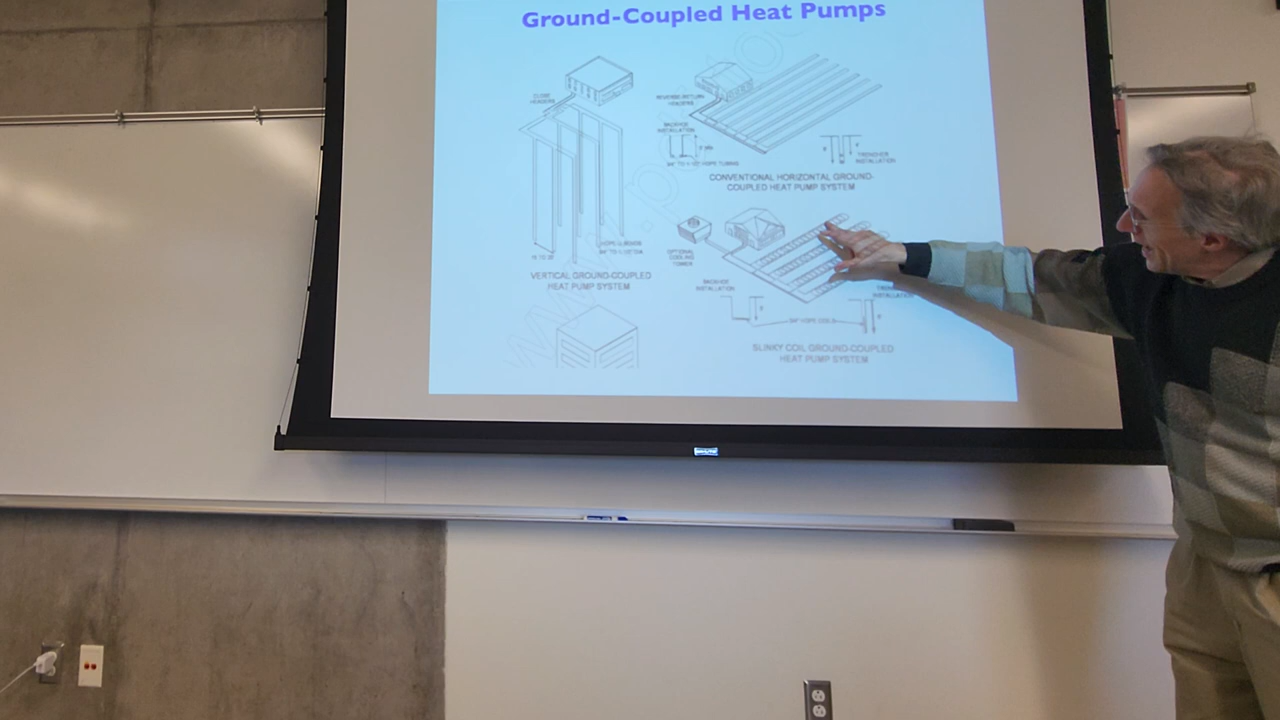 Ground-Coupled Heat Pumps
CLOSE
HEADERS
REVERSE-RETURN
HEADERS
BACKHOE
INSTALLATION
TRENCHER
INSTALLATION
CONVENTIONAL HORIZONTAL GROUND-
COUPLED HEAT PUMP SYSTEM
OPTIONAL
COOLING
TOWER
VERTICAL GROUND-COUPLED
HEAT PUMP SYSTEM
BACKHOE
INSTALLATION
INSTALLATION
SLINKY COIL GROUND-COUPLED
HEAT PUMP SYSTEM